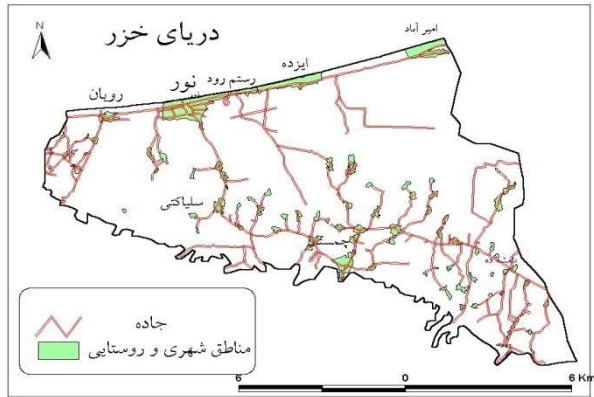 N
دریای خزر
امیر آباد
ایزده
رستم رود
نور
رویان
سلیاکتی
جاده
مناطق شهری و روستایی
6 0 6 Km